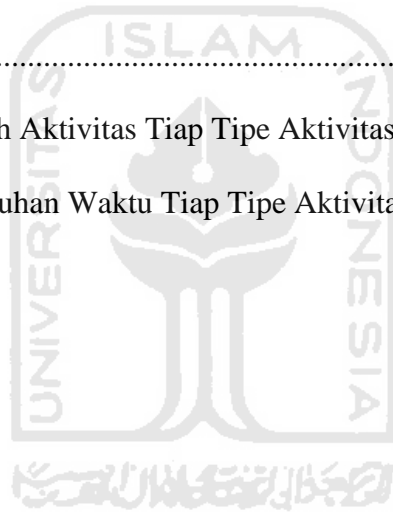 ISLAM
........................................
h Aktivitas Tiap Tipe Aktivitas
uhan Waktu Tiap Tipe Aktivita
UNIVERSITAS
INDONESIA